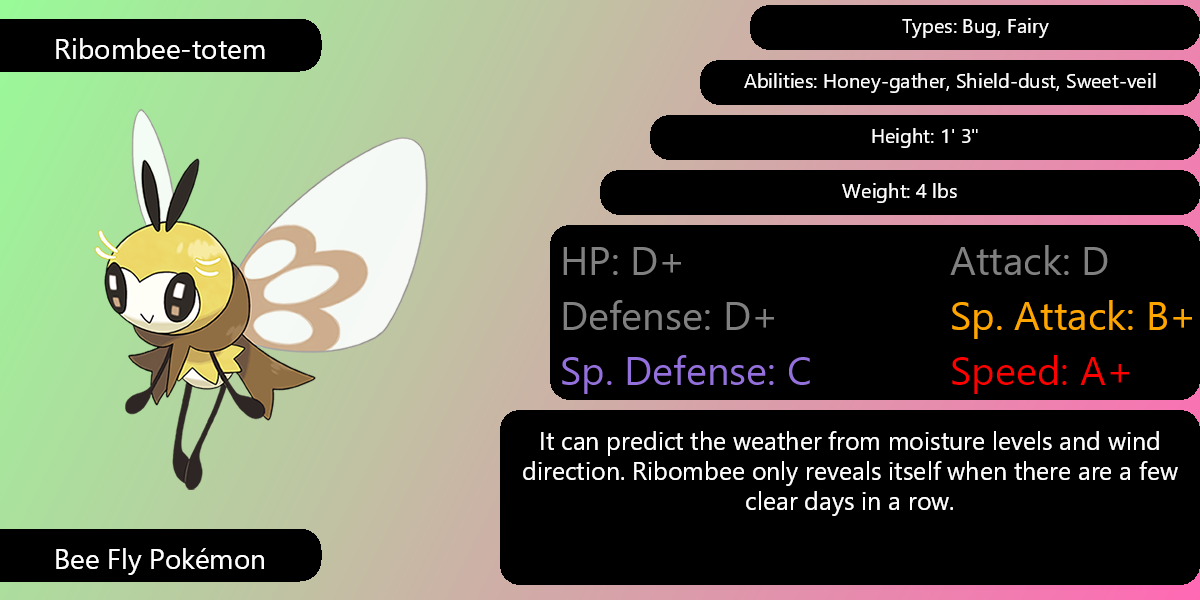 Ribombee-totem
Types: Bug, Fairy
Abilities: Honey-gather, Shield-dust, Sweet-veil
Height: 1' 3"
Weight: 4 lbs
HP: D+
Attack: D
Defense: D+
Sp. Attack: B+
Sp. Defense: C
Speed: A+
It can predict the weather from moisture levels and wind
direction. Ribombee only reveals itself when there are a few
clear days in a row.
Bee Fly Pokémon